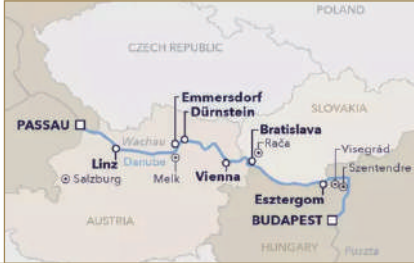 POLAND
CZECH REPUBLIC
Emmersdorf
Dürnstein
SLOVAKIA
PASSAU
Wachau
Bratislava
Rača
Linz
Danube
Visegrád
Szentendre
Salzburg
Melk
Vienna
Esztergom
BUDAPEST
AUSTRIA
HUNGARY
Puszta